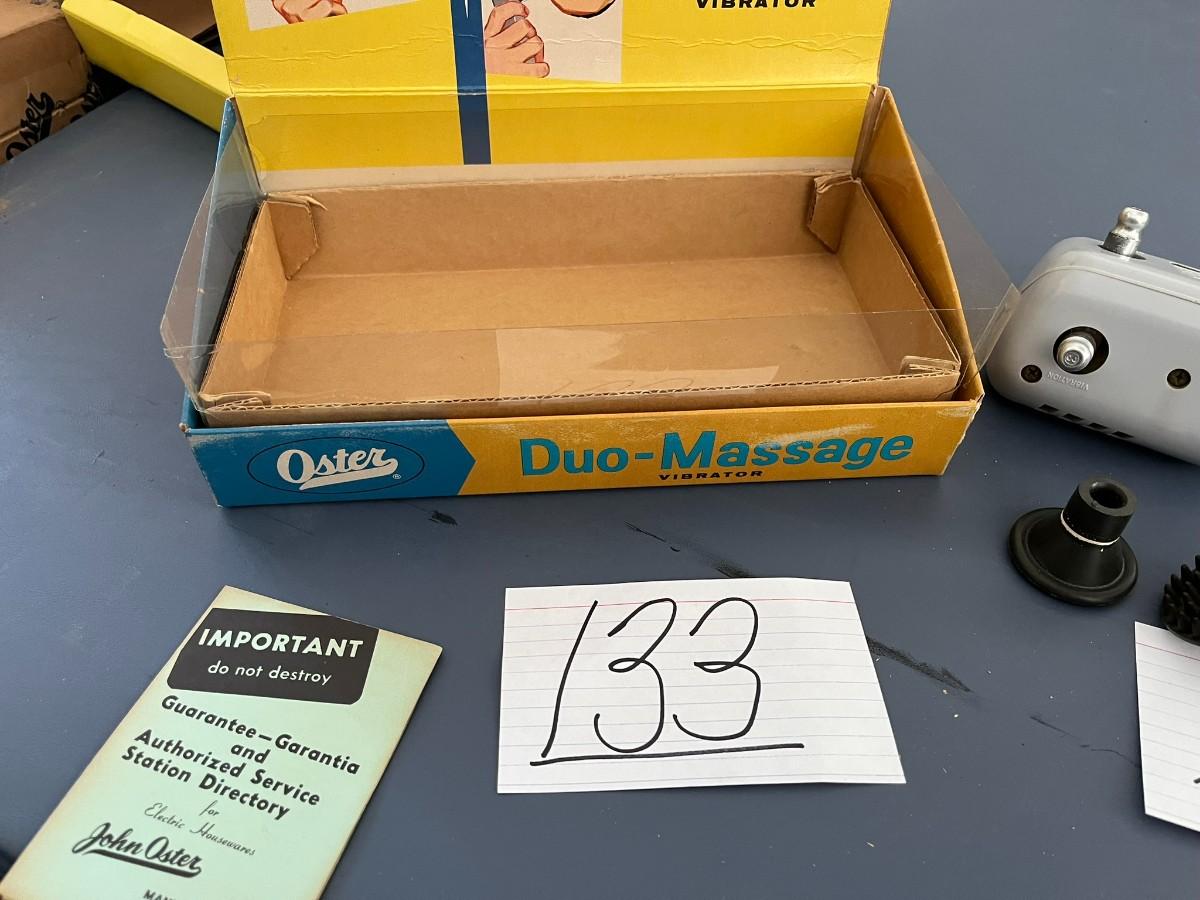 VIBRATOR
Oster
Oster®
Duo-Massage
VIBRATOR
VIBRATION
IMPORTANT
do not destroy
Guarantee—Garantia
and
Authorized Service
Station Directory
for
Electric Housewares
John Oster
133